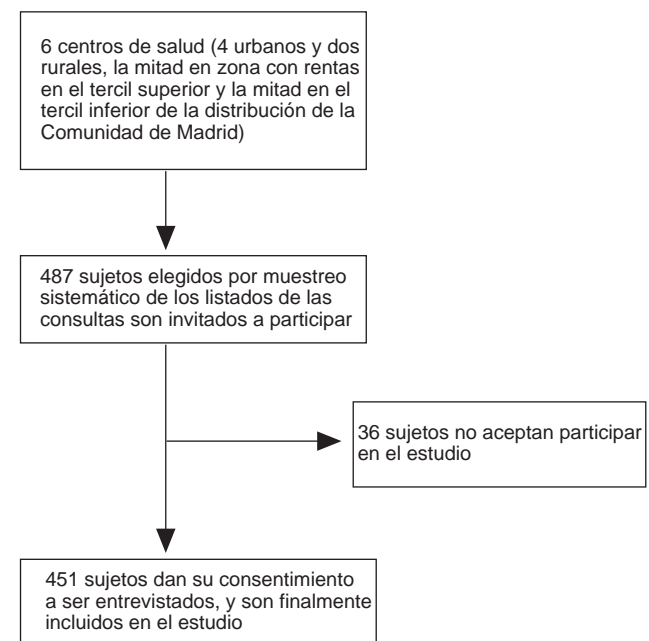 6 centros de salud (4 urbanos y dos
rurales, la mitad en zona con rentas
en el tercil superior y la mitad en el
tercil inferior de la distribución de la
Comunidad de Madrid)
487 sujetos elegidos por muestreo
sistemático de los listados de las
consultas son invitados a participar
36 sujetos no aceptan participar
en el estudio
451 sujetos dan su consentimiento
a ser entrevistados, y son finalmente
incluidos en el estudio